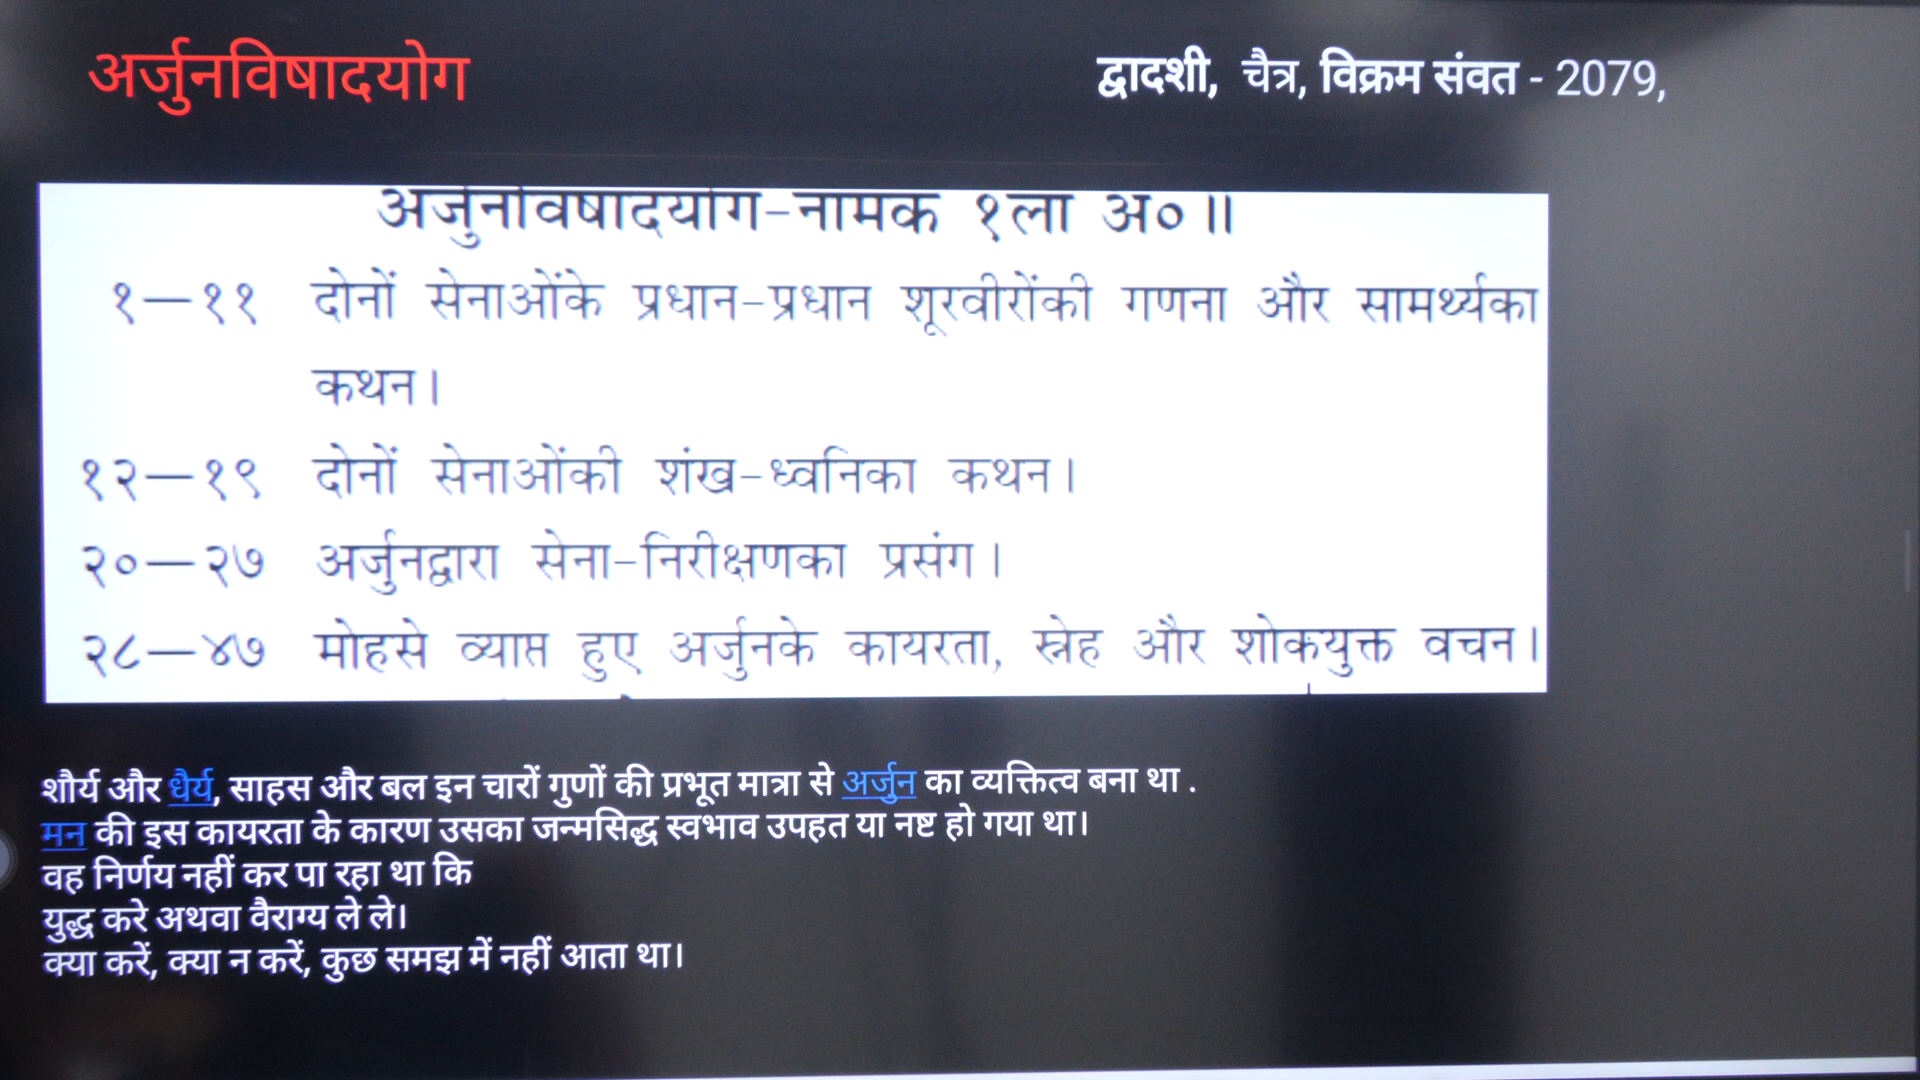 अर्जुनविषादयोग
द्वादशी, चैत्र, विक्रम संवत - 2079,
अर्जुनविषादयोग-नामक १ला अ० ॥
१—११ दोनों सेनाओंके प्रधान-प्रधान शूरवीरोंकी गणना और सामर्थ्यका
कथन।
१२—१९ दोनों सेनाओंकी शंख-ध्वनिका कथन।
२०—२७ अर्जुनद्वारा सेना-निरीक्षणका प्रसंग।
२८—४७ मोहसे व्याप्त हुए अर्जुनके कायरता, स्नेह और शोकयुक्त वचन।
शौर्य और धैर्य, साहस और बल इन चारों गुणों की प्रभूत मात्रा से अर्जुन का व्यक्तित्व बना था .
मन की इस कायरता के कारण उसका जन्मसिद्ध स्वभाव उपहत या नष्ट हो गया था।
वह निर्णय नहीं कर पा रहा था कि
युद्ध करे अथवा वैराग्य ले ले।
क्या करें, क्या न करें, कुछ समझ में नहीं आता था।